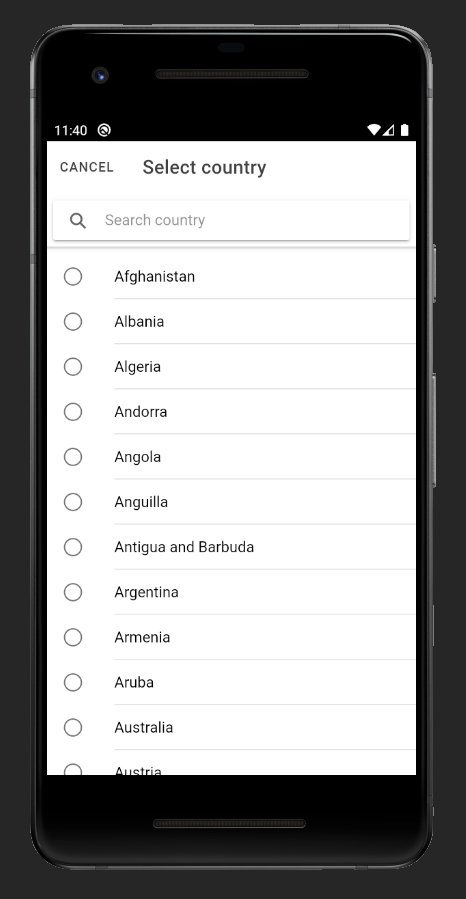 11:40
CANCEL Select country
Search country
Afghanistan
Albania
Algeria
Andorra
Angola
Anguilla
Antigua and Barbuda
Argentina
Armenia
Aruba
Australia
Austria